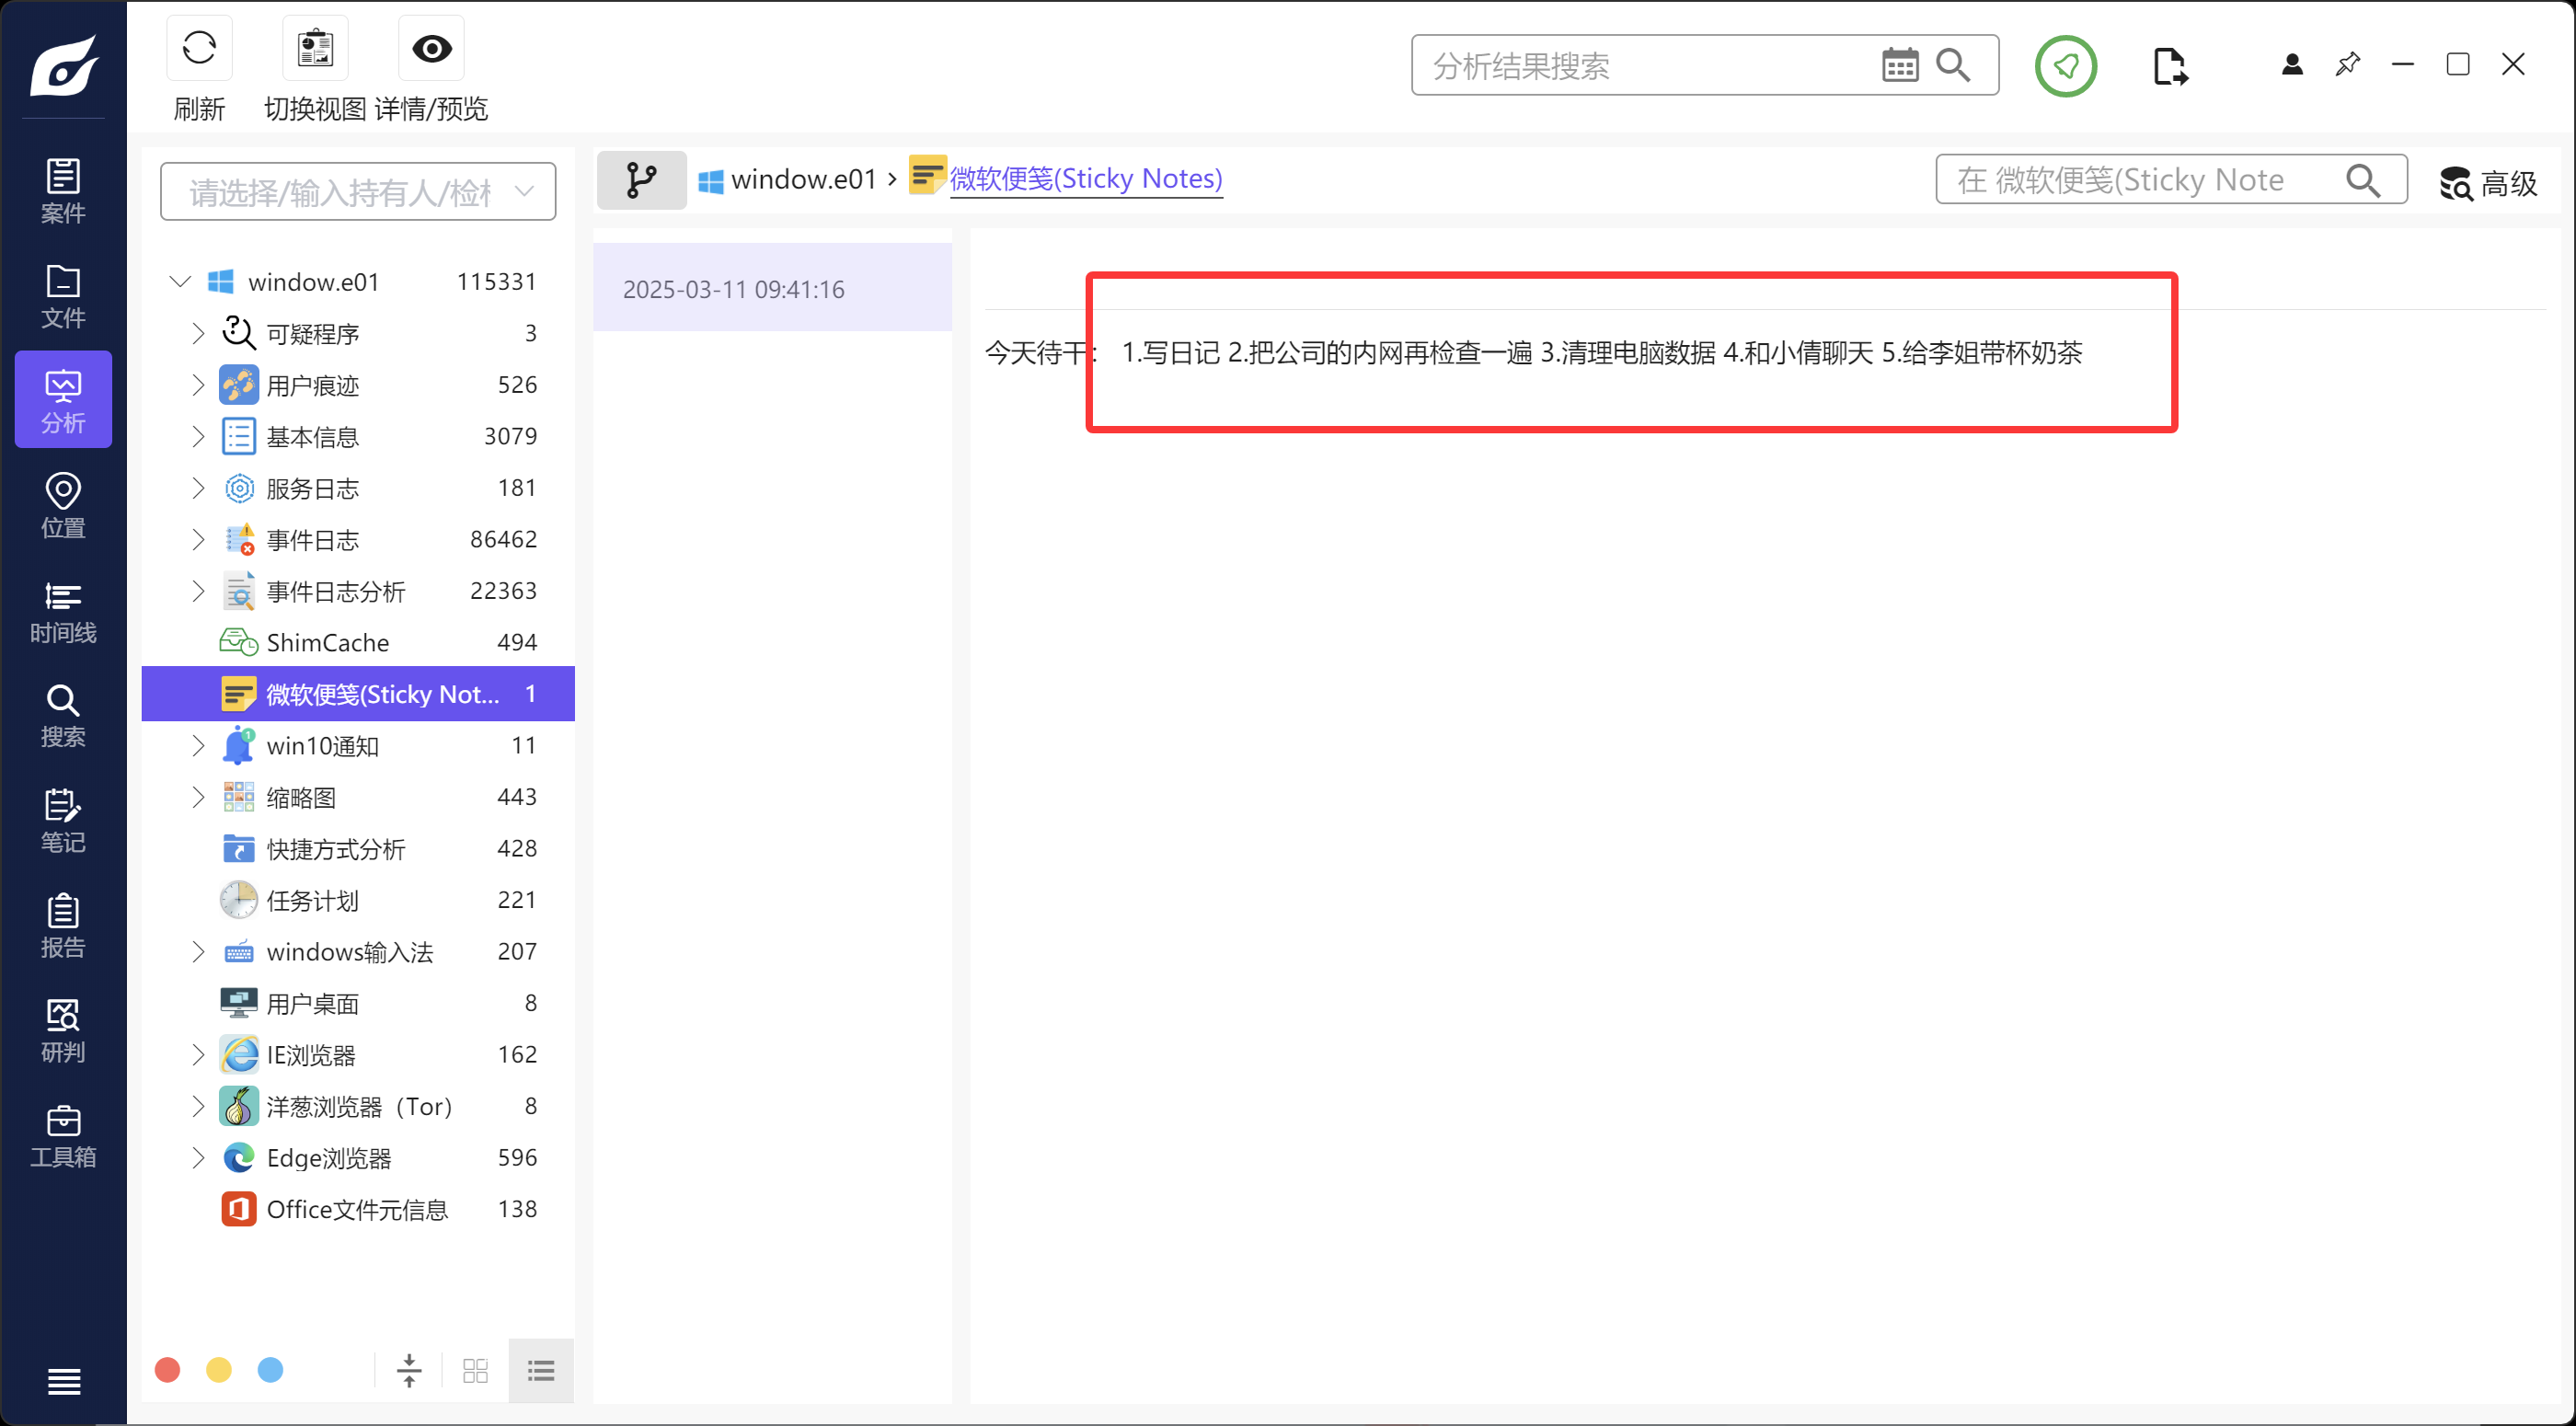 刷新
切换视图
详情/预览
分析结果搜索
案件
文件
分析
位置
时间线
搜索
笔记
报告
研判
工具箱
请选择/输入持有人/检材
window.e01 115331
可疑程序 3
用户痕迹 526
基本信息 3079
服务日志 181
事件日志 86462
事件日志分析 22363
ShimCache 494
微软便笺(Sticky Not... 1
win10通知 11
缩略图 443
快捷方式分析 428
任务计划 221
windows输入法 207
用户桌面 8
IE浏览器 162
洋葱浏览器（Tor） 8
Edge浏览器 596
Office文件元信息 138
window.e01 › 微软便笺(Sticky Notes)
在 微软便笺(Sticky Note
高级
2025-03-11 09:41:16
今天待干： 1.写日记 2.把公司的内网再检查一遍 3.清理电脑数据 4.和小倩聊天 5.给李姐带杯奶茶